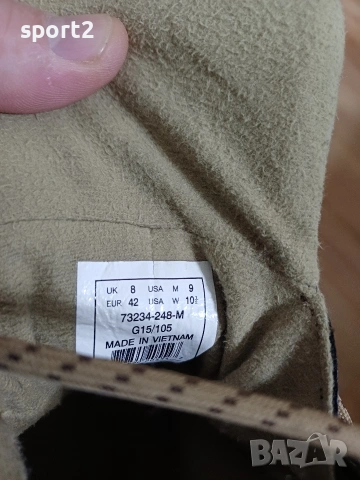 sport2
UK 8 USA M 9
EUR 42 USA W 10½
73234-248-M
G15/105
MADE IN VIETNAM
BAZAR